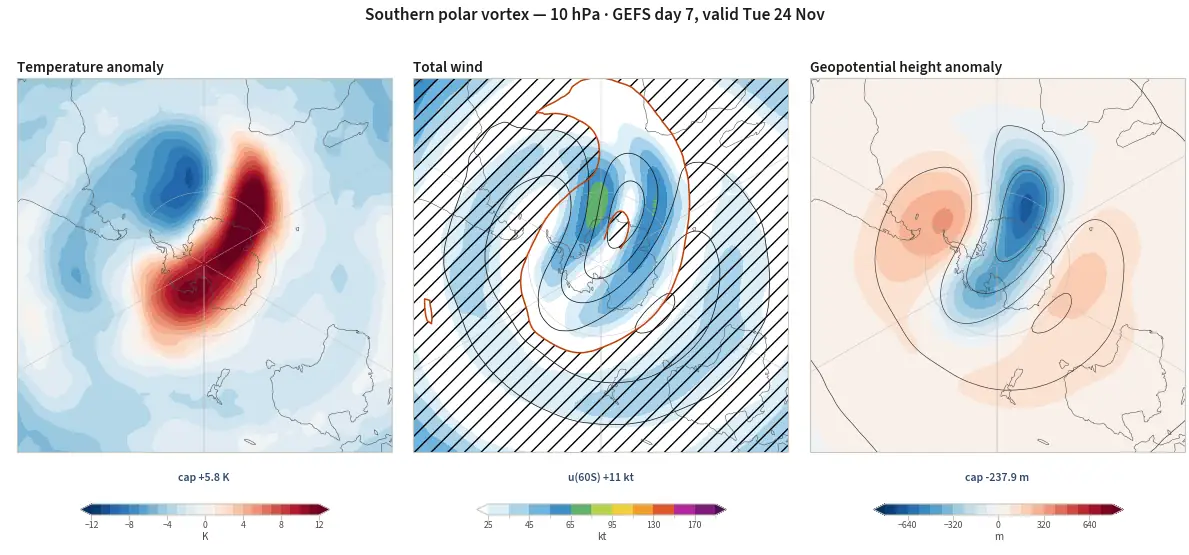 Southern polar vortex — 10 hPa · GEFS day 7, valid Tue 24 Nov
Temperature anomaly
Total wind
Geopotential height anomaly
cap +5.8 K
u(60S) +11 kt
cap -237.9 m
−12 −8 −4 0 4 8 12
K
25 45 65 95 130 170
kt
−640 −320 0 320 640
m